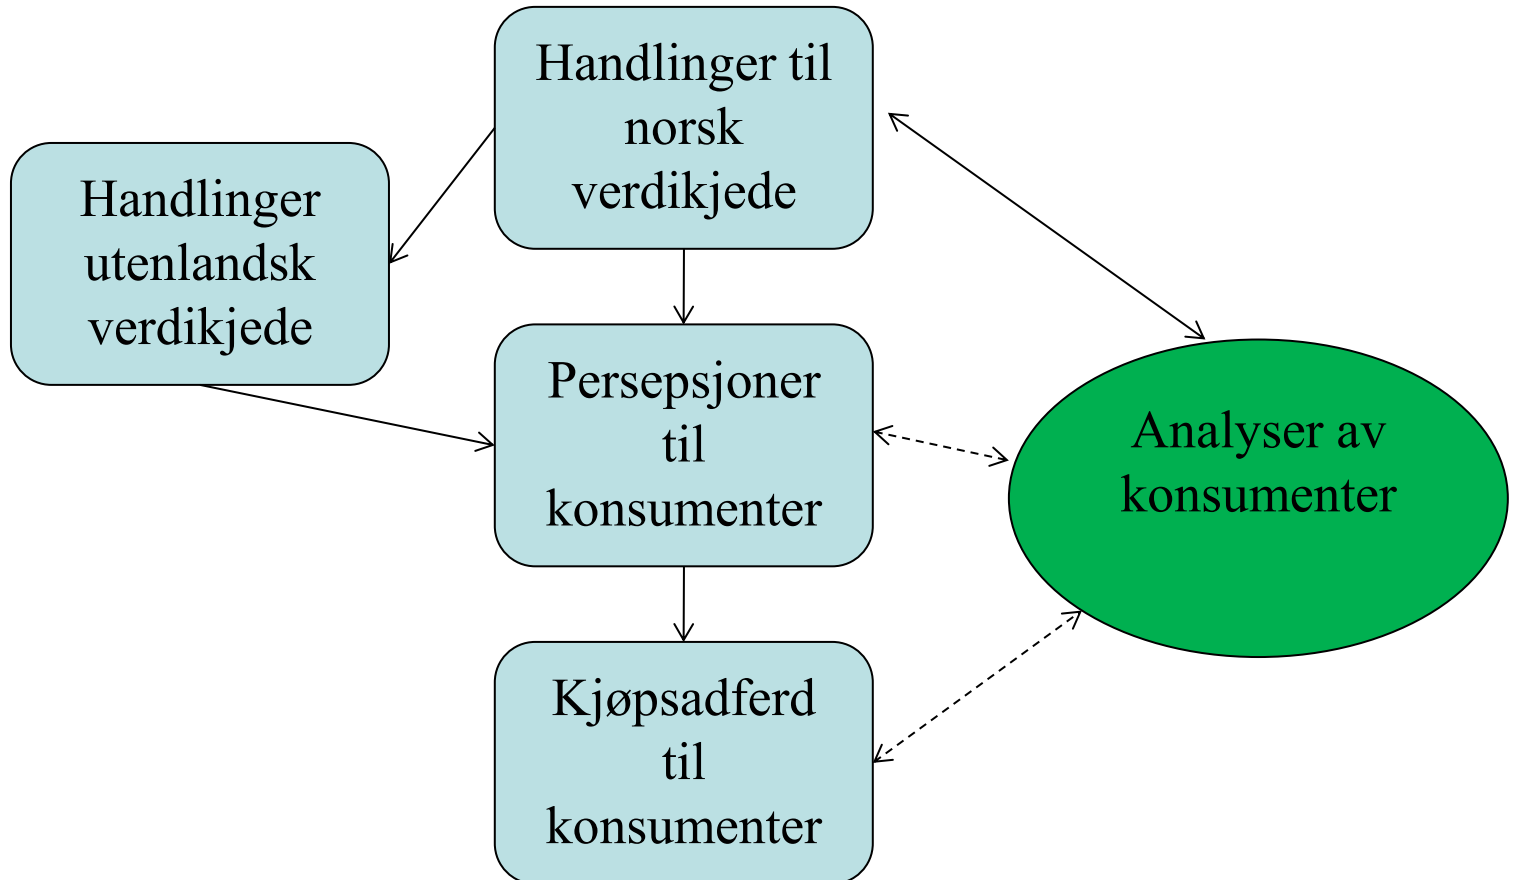 Handlinger til
norsk
verdikjede
Handlinger
utenlandsk
verdikjede
Persepsjoner
til
konsumenter
Analyser av
konsumenter
Kjøpsadferd
til
konsumenter